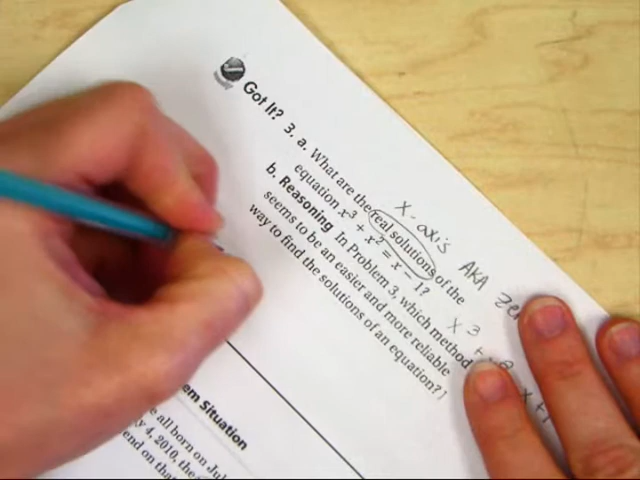 Got It? 3. a. What are the real solutions of the
equation x³ + x² = x − 1?
b. Reasoning In Problem 3, which method
seems to be an easier and more reliable
way to find the solutions of an equation?
x-axis AKA
x³
em Situation
e all born on Jul
y 4, 2010, the
end on that